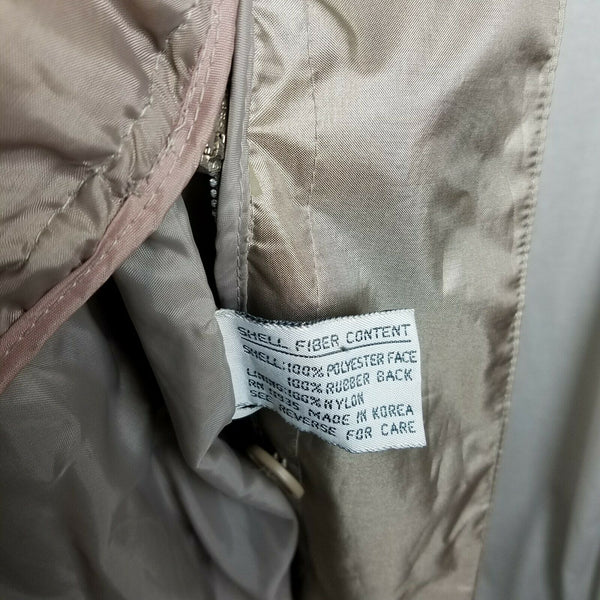 SHELL FIBER CONTENT
SHELL: 100% POLYESTER FACE
100% RUBBER BACK
LINING: 100% NYLON
RN MADE IN KOREA
SEE REVERSE FOR CARE